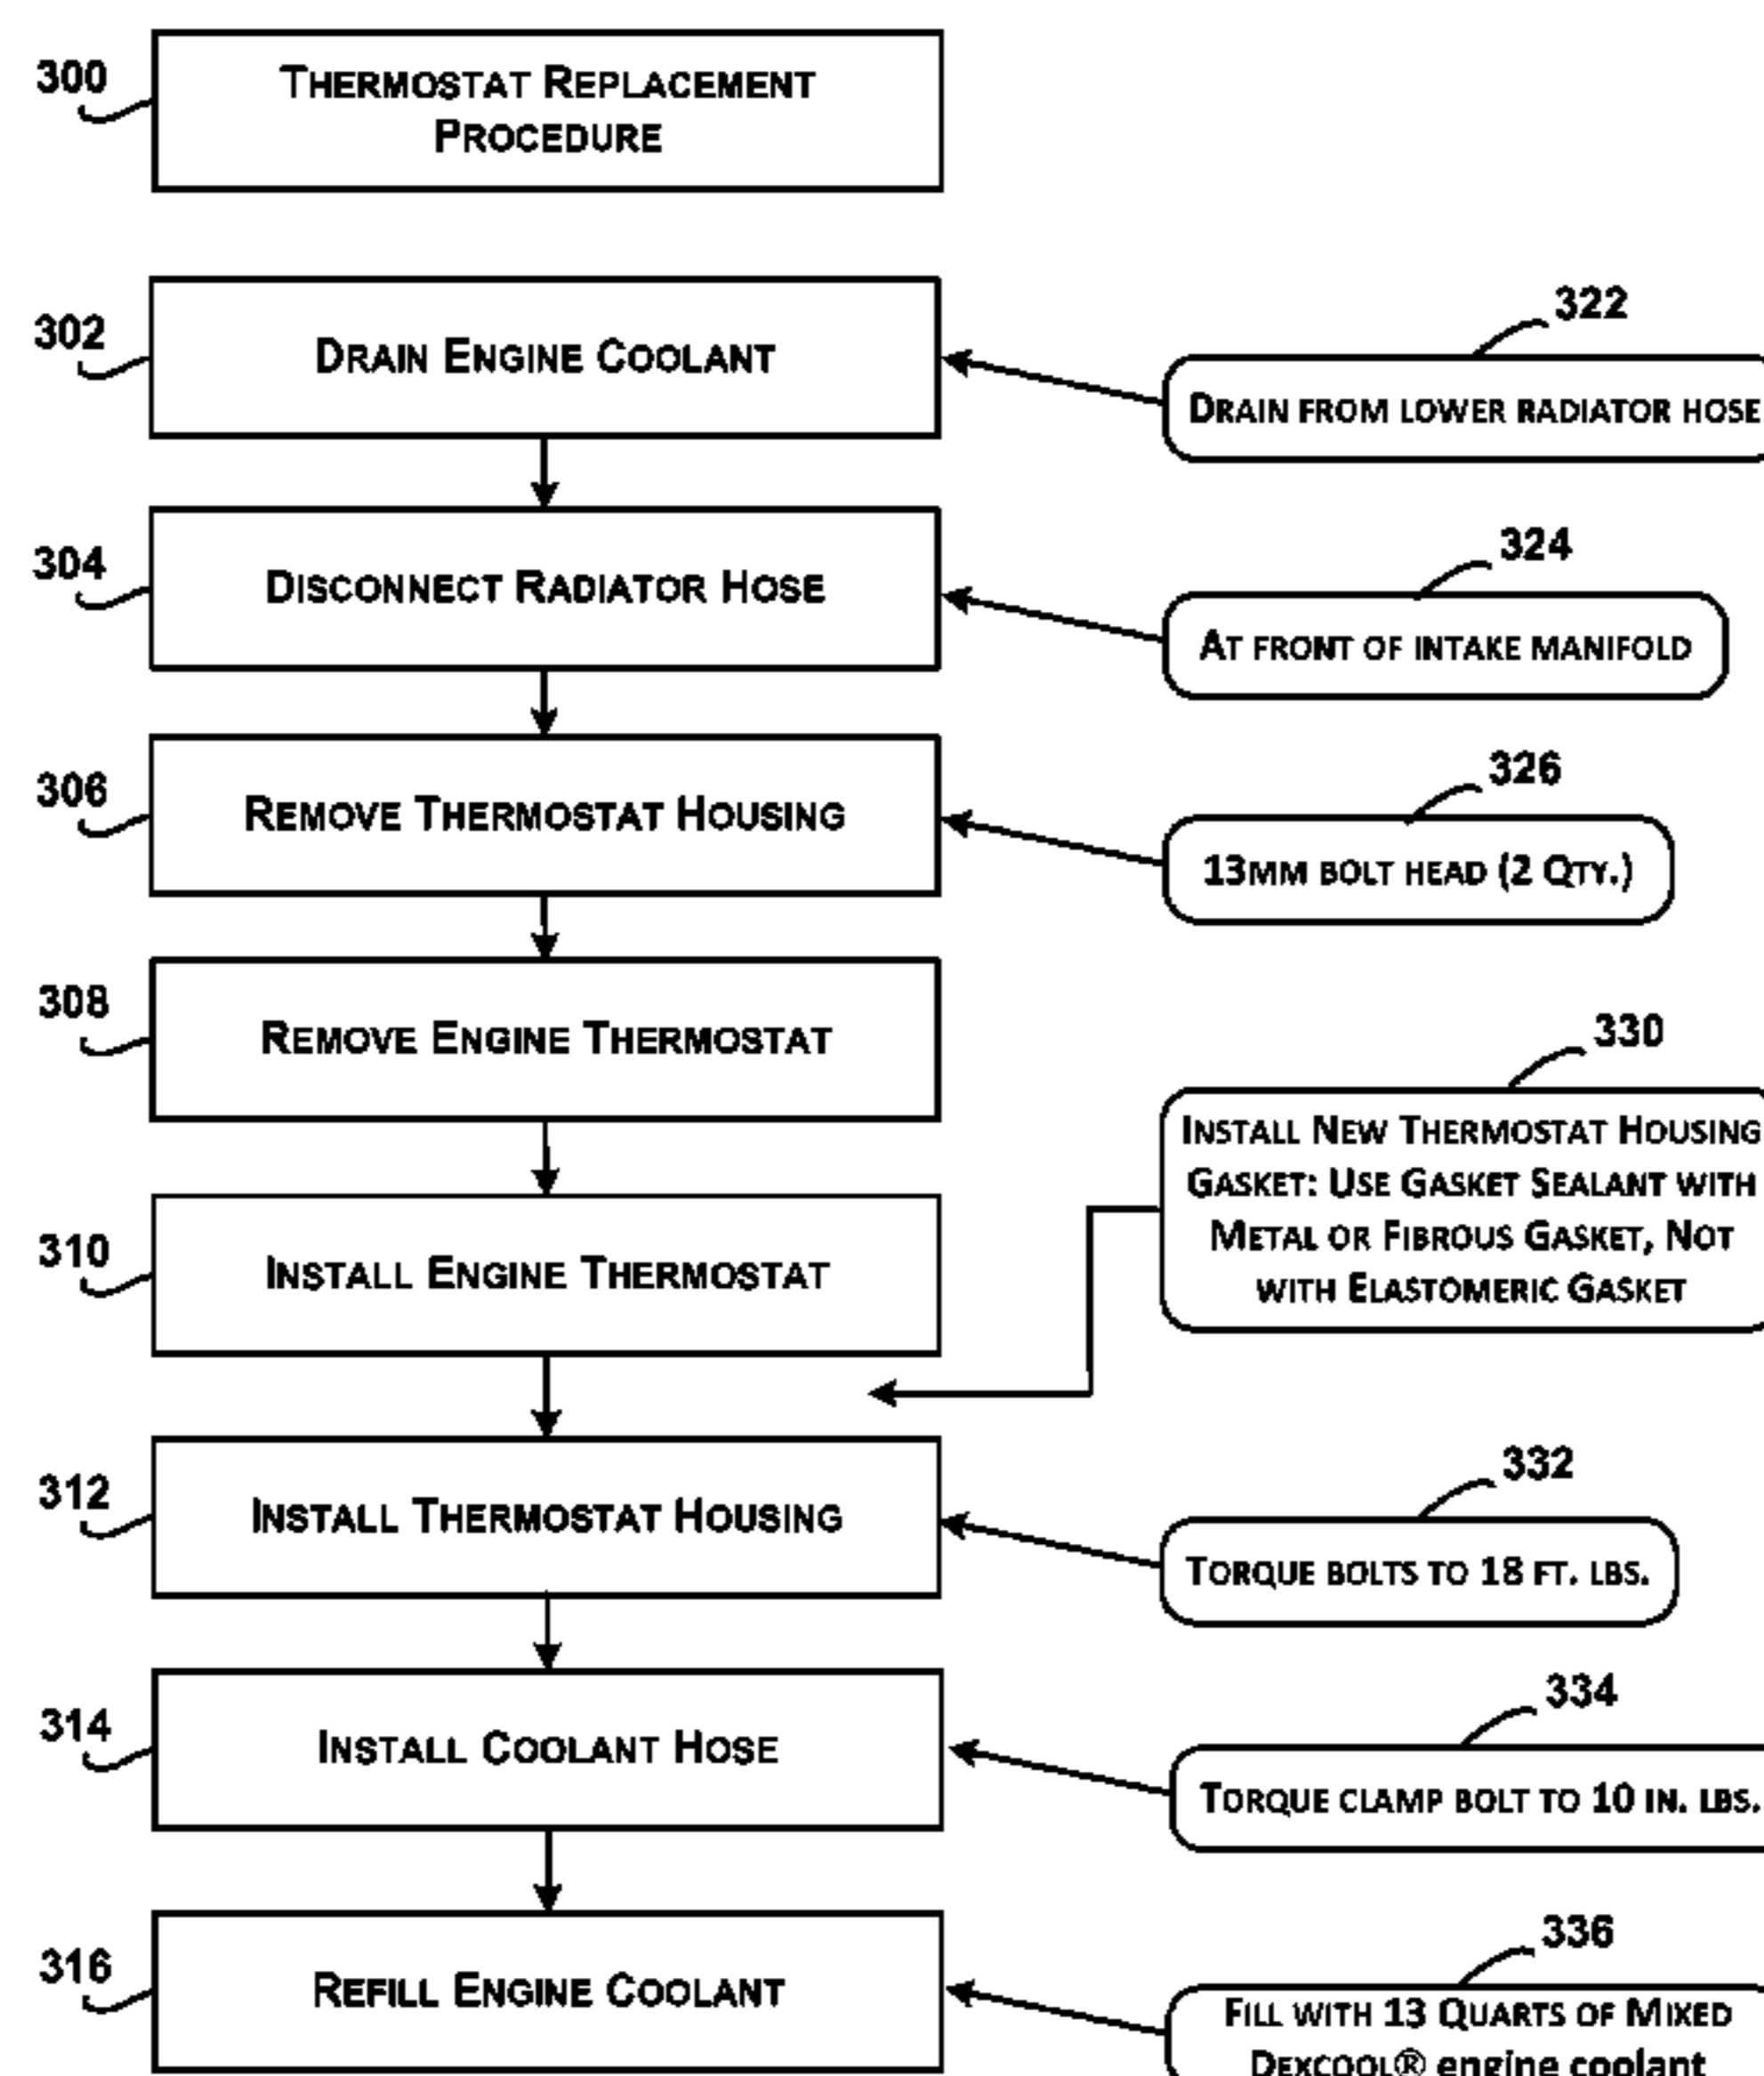 300
THERMOSTAT REPLACEMENT
PROCEDURE
302
DRAIN ENGINE COOLANT
322
DRAIN FROM LOWER RADIATOR HOSE
304
DISCONNECT RADIATOR HOSE
324
AT FRONT OF INTAKE MANIFOLD
306
REMOVE THERMOSTAT HOUSING
326
13MM BOLT HEAD (2 QTY.)
308
REMOVE ENGINE THERMOSTAT
330
INSTALL NEW THERMOSTAT HOUSING
GASKET: USE GASKET SEALANT WITH
METAL OR FIBROUS GASKET, NOT
WITH ELASTOMERIC GASKET
310
INSTALL ENGINE THERMOSTAT
312
INSTALL THERMOSTAT HOUSING
332
TORQUE BOLTS TO 18 FT. LBS.
314
INSTALL COOLANT HOSE
334
TORQUE CLAMP BOLT TO 10 IN. LBS.
316
REFILL ENGINE COOLANT
336
FILL WITH 13 QUARTS OF MIXED
DEXCOOL® engine coolant